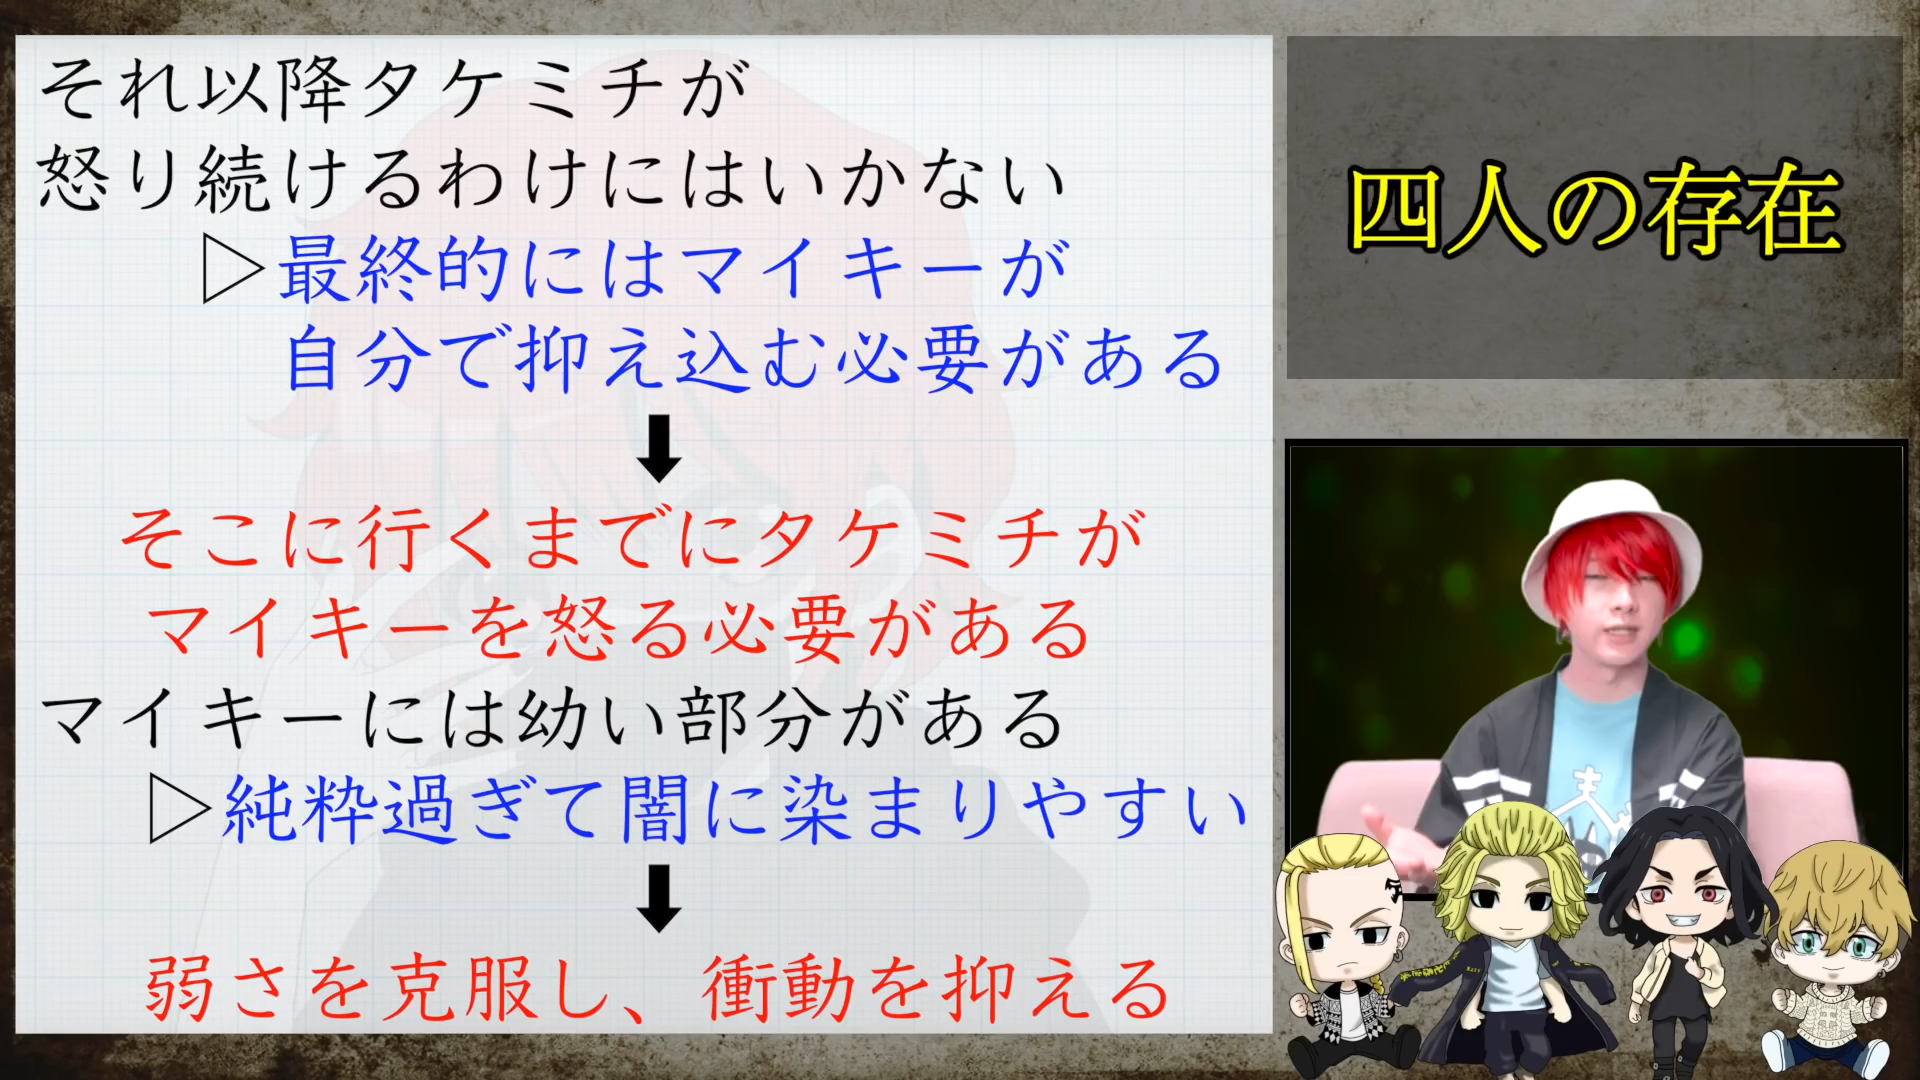 それ以降タケミチが
怒り続けるわけにはいかない
▷最終的にはマイキーが
自分で抑え込む必要がある
⬇
そこに行くまでにタケミチが
マイキーを怒る必要がある
マイキーには幼い部分がある
▷純粋過ぎて闇に染まりやすい
⬇
弱さを克服し、衝動を抑える
四人の存在